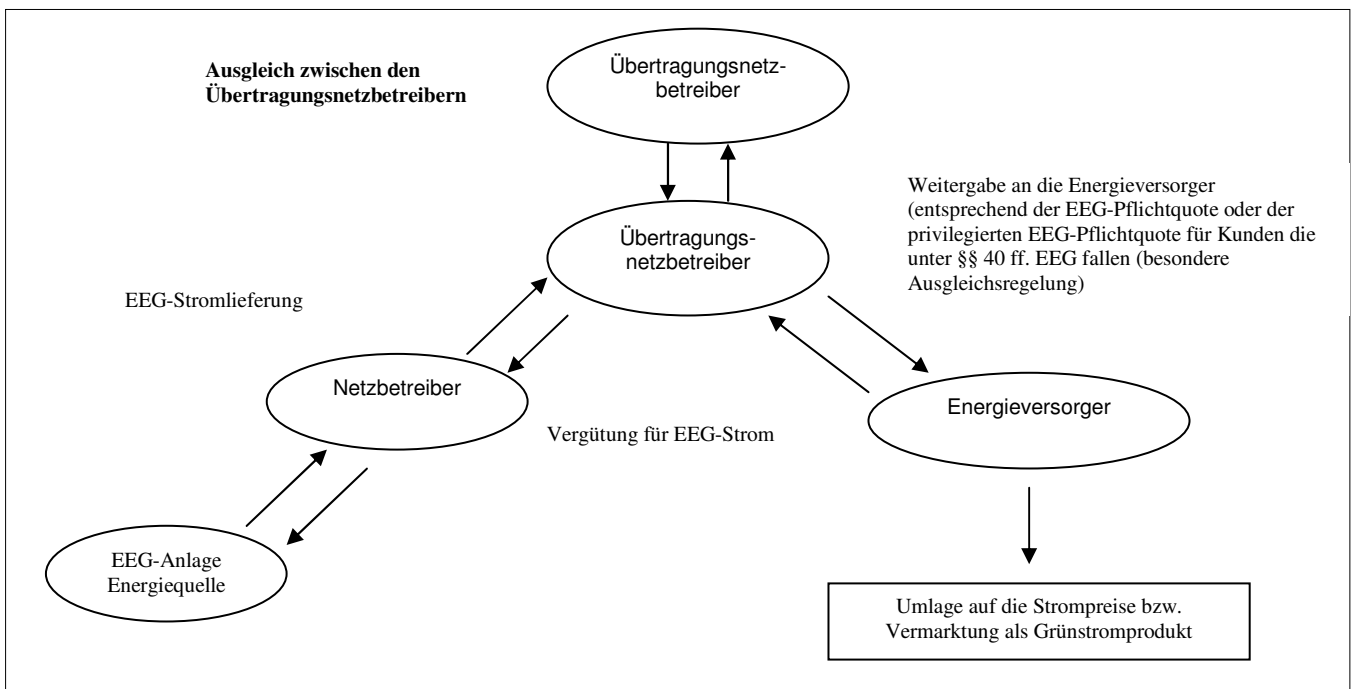 Ausgleich zwischen den
Übertragungsnetzbetreibern
Übertragungsnetz-
betreiber
Weitergabe an die Energieversorger
(entsprechend der EEG-Pflichtquote oder der
privilegierten EEG-Pflichtquote für Kunden die
unter §§ 40 ff. EEG fallen (besondere
Ausgleichsregelung)
Übertragungs-
netzbetreiber
EEG-Stromlieferung
Netzbetreiber
Energieversorger
Vergütung für EEG-Strom
EEG-Anlage
Energiequelle
Umlage auf die Strompreise bzw.
Vermarktung als Grünstromprodukt